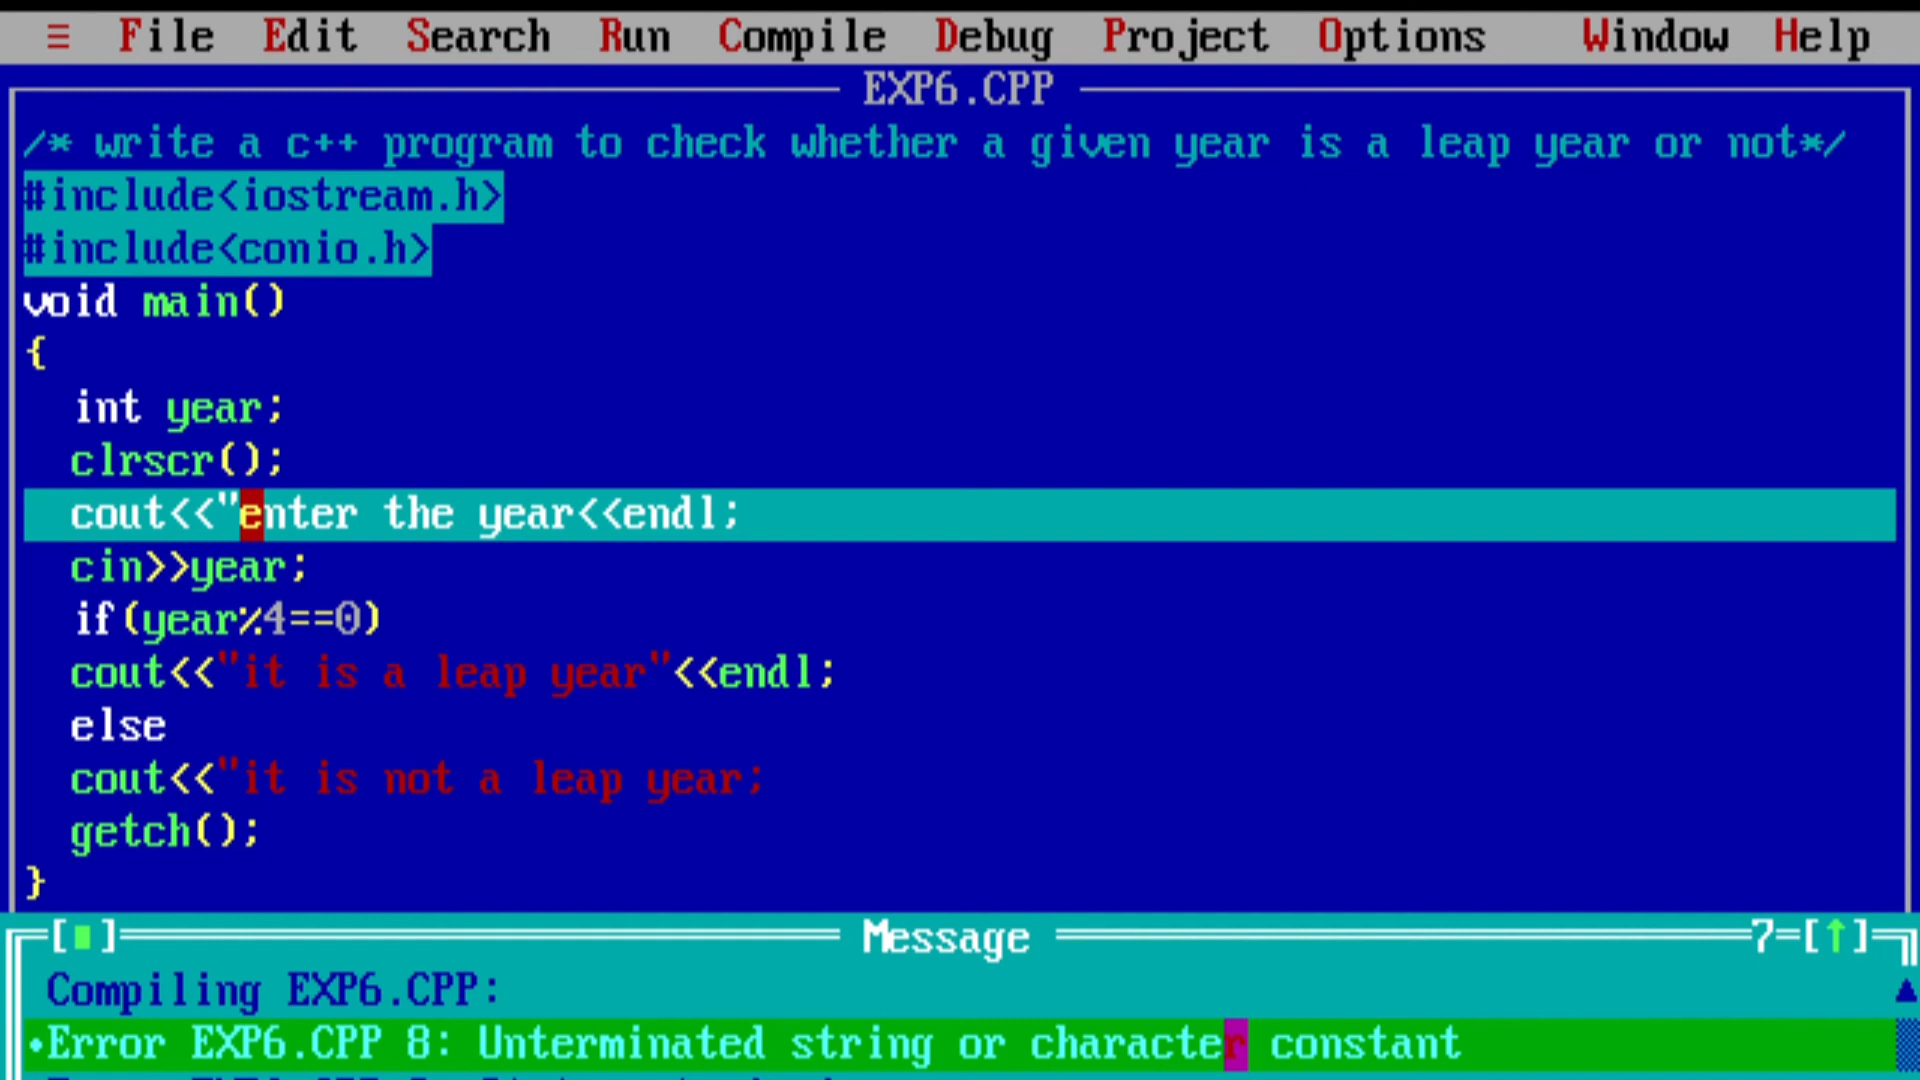 ≡ File Edit Search Run Compile Debug Project Options Window Help
EXP6.CPP
/* write a c++ program to check whether a given year is a leap year or not*/
#include<iostream.h>
#include<conio.h>
void main()
{
int year;
clrscr();
cout<<"enter the year<<endl;
cin>>year;
if(year%4==0)
cout<<"it is a leap year"<<endl;
else
cout<<"it is not a leap year;
getch();
}
[■] Message 7=[↑]
Compiling EXP6.CPP:
•Error EXP6.CPP 8: Unterminated string or character constant